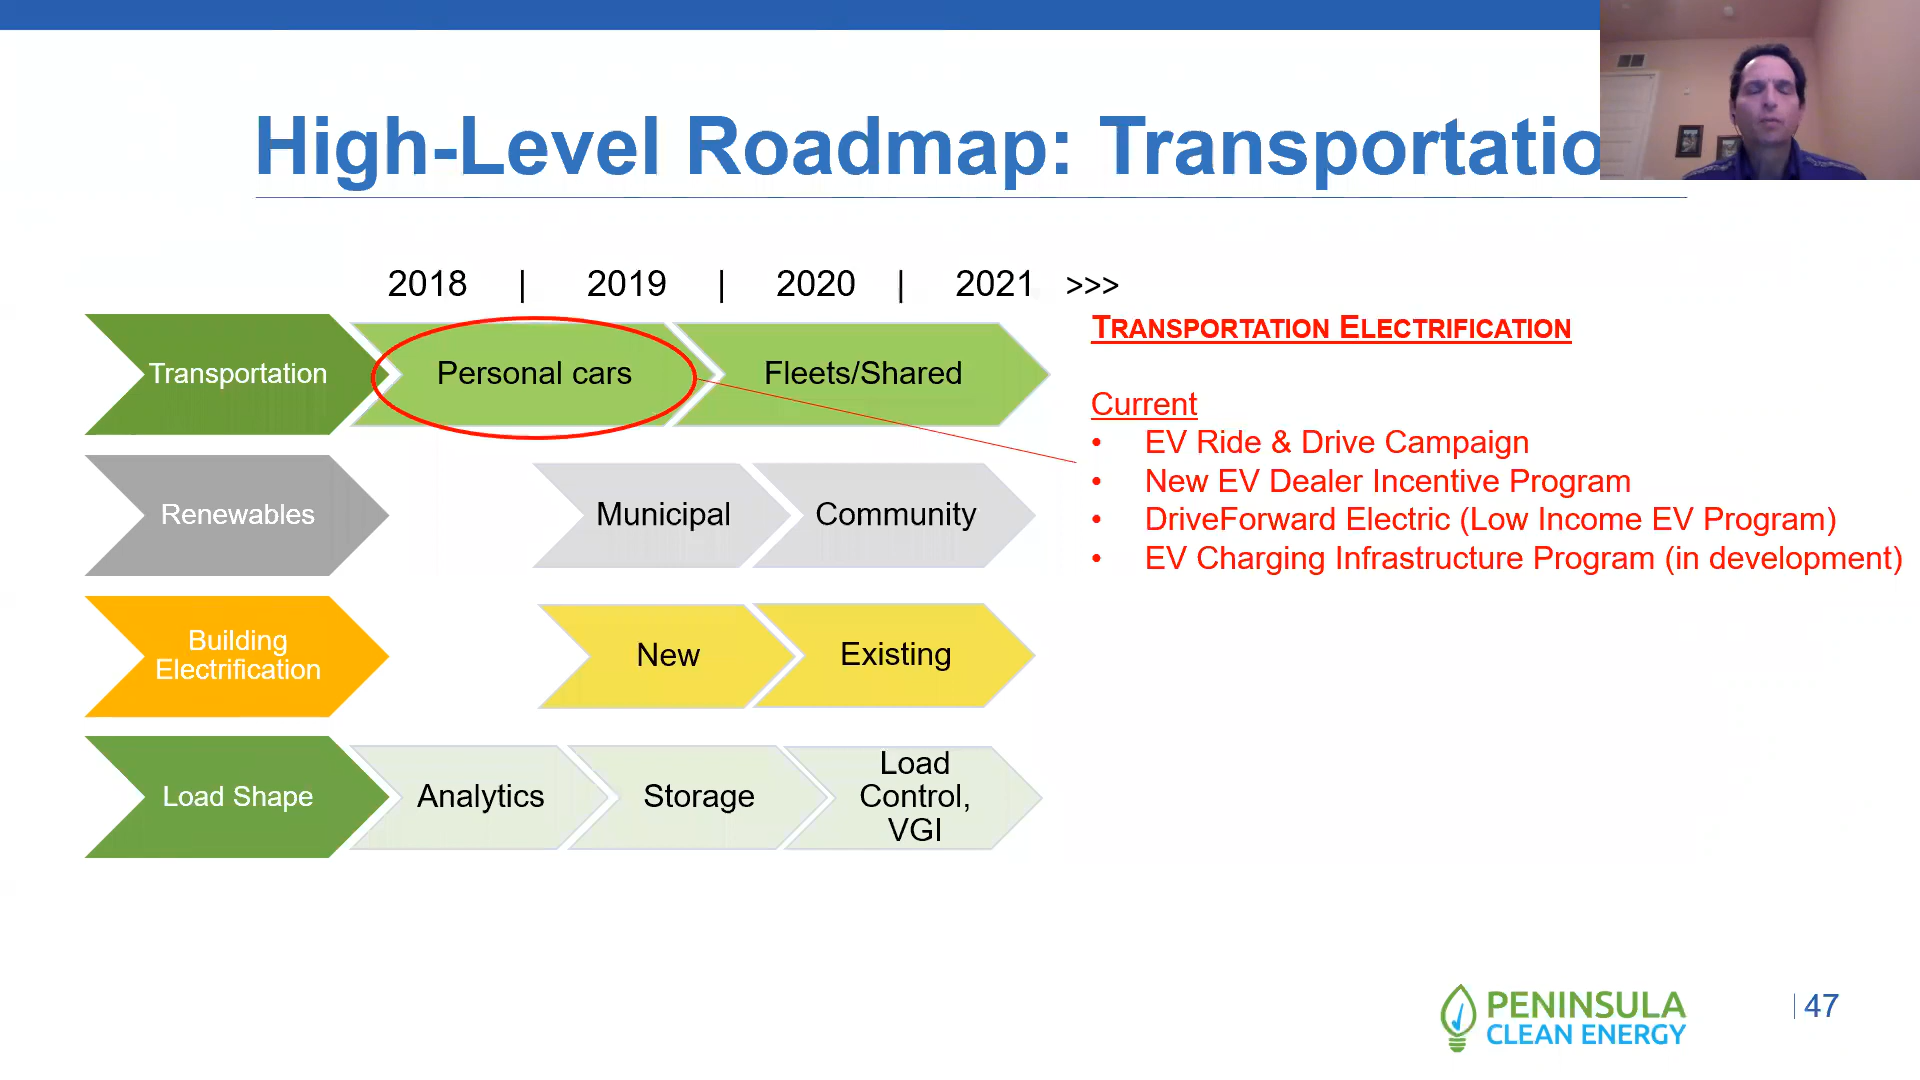 High-Level Roadmap: Transportatio
2018 | 2019 | 2020 | 2021 >>>
Transportation
Personal cars
Fleets/Shared
Renewables
Municipal
Community
Building
Electrification
New
Existing
Load Shape
Analytics
Storage
Load
Control,
VGI
TRANSPORTATION ELECTRIFICATION
Current
• EV Ride & Drive Campaign
• New EV Dealer Incentive Program
• DriveForward Electric (Low Income EV Program)
• EV Charging Infrastructure Program (in development)
PENINSULA
CLEAN ENERGY
| 47